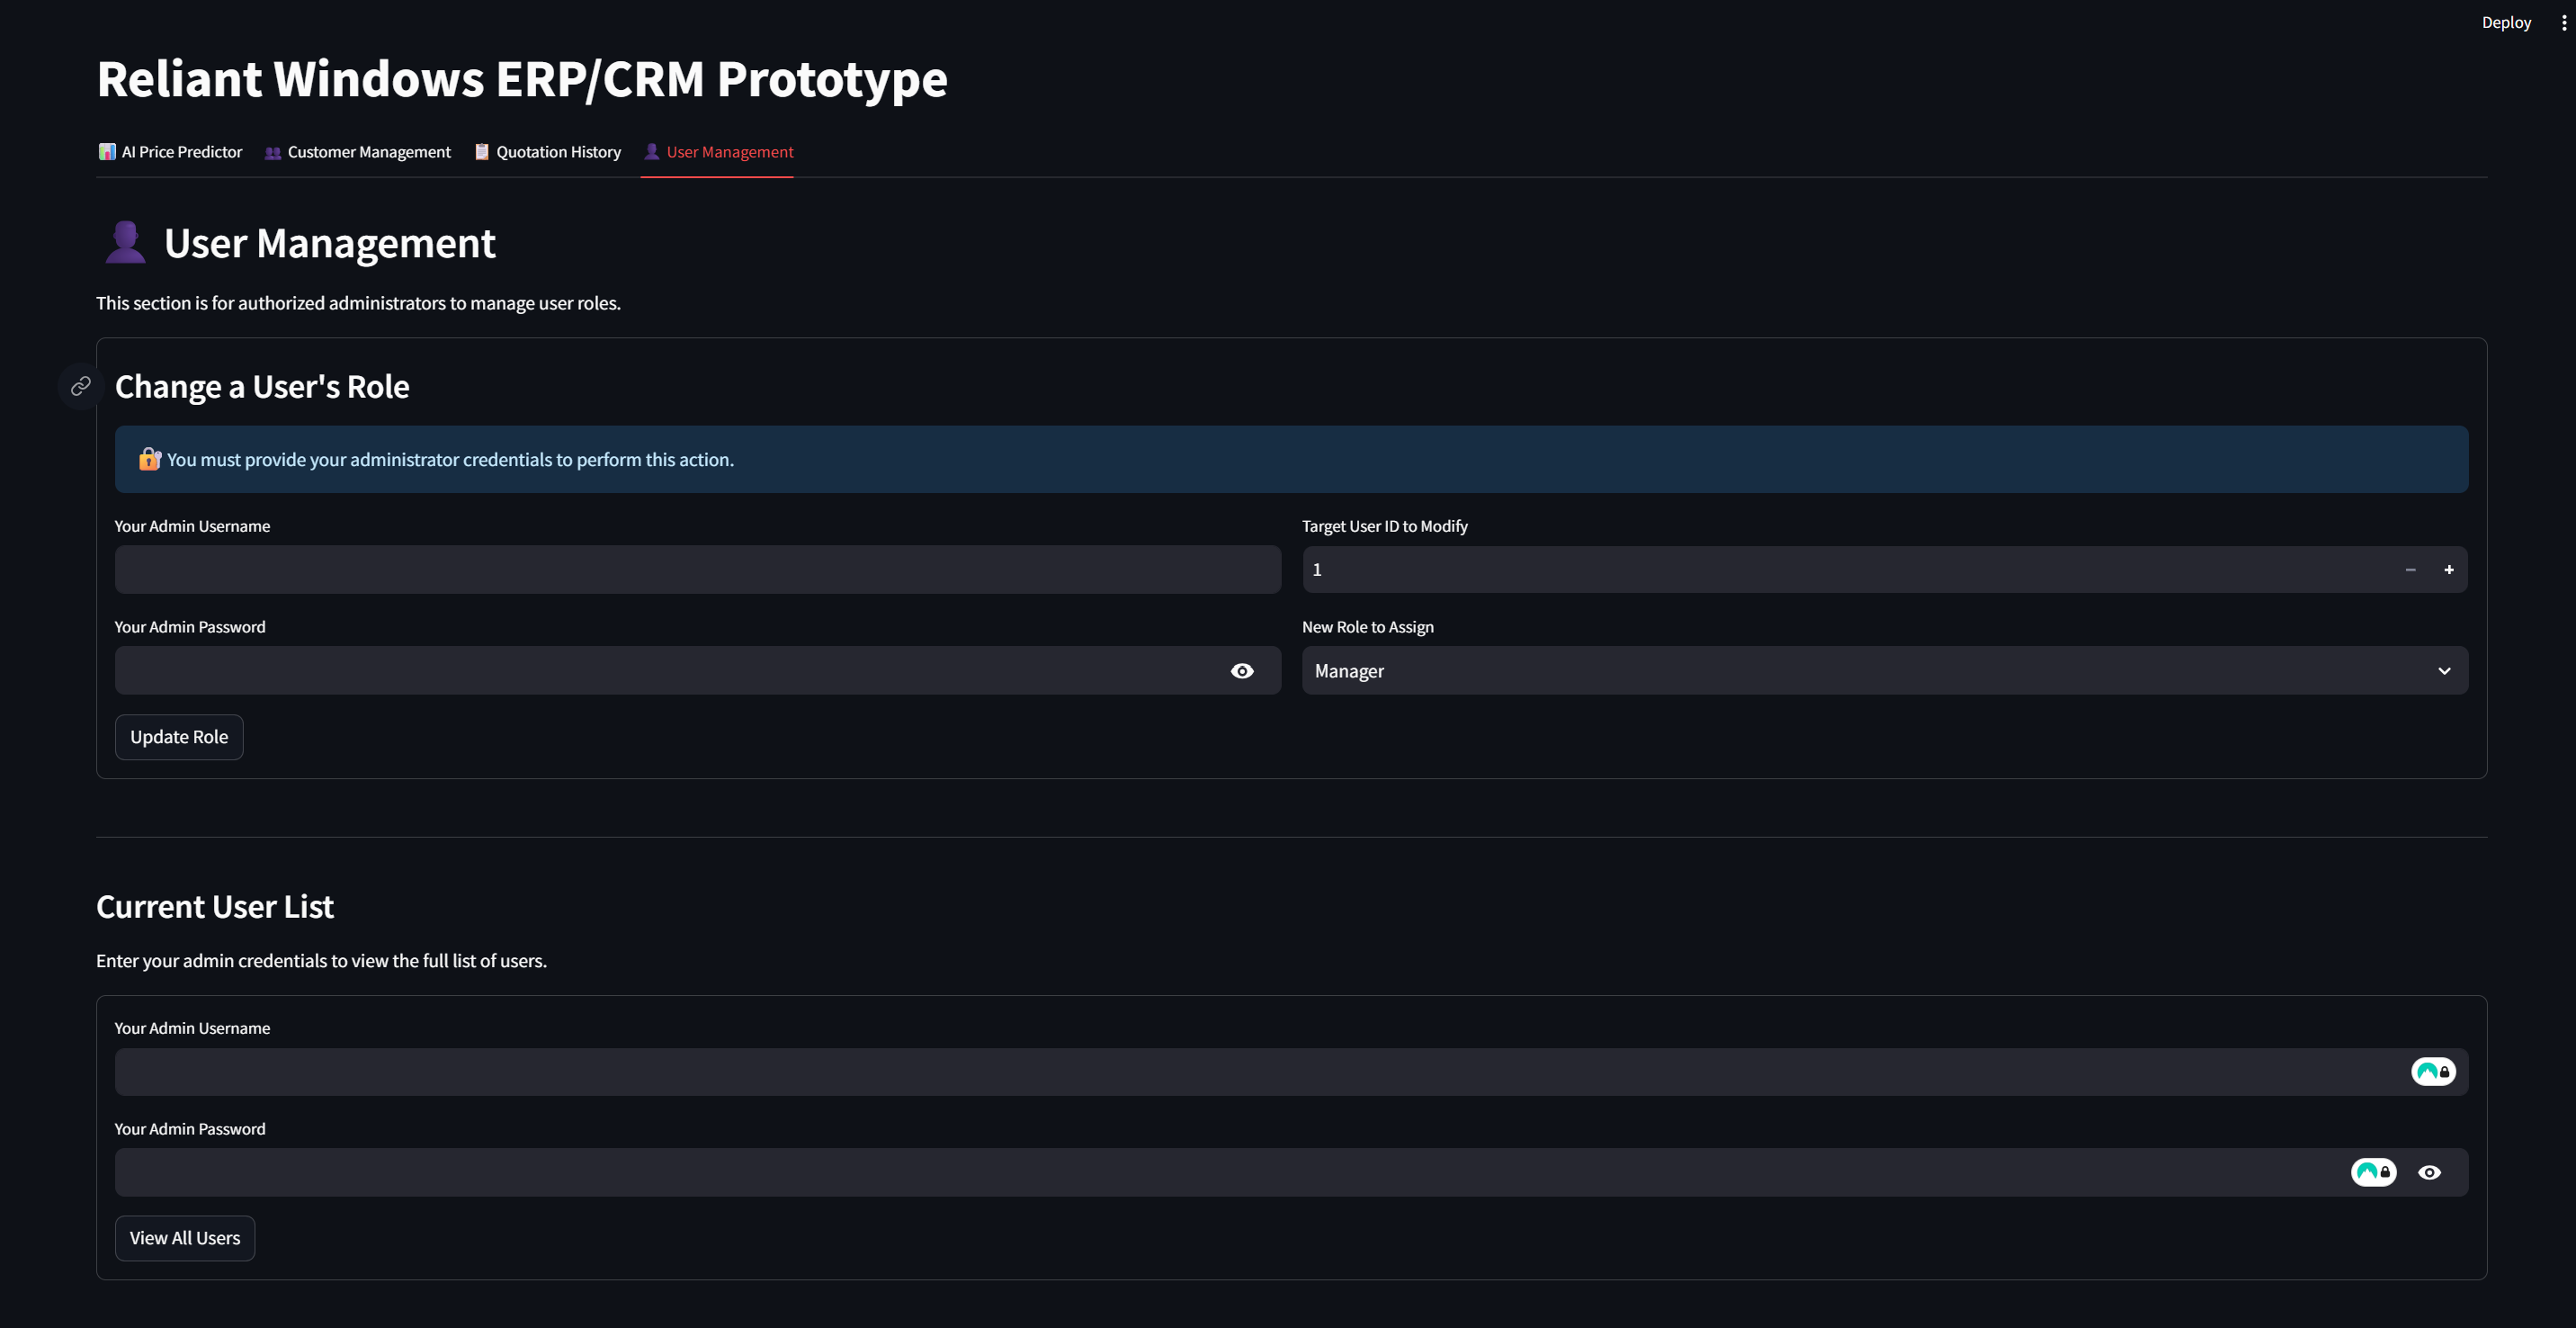 Deploy
Reliant Windows ERP/CRM Prototype
AI Price Predictor Customer Management Quotation History User Management
User Management
This section is for authorized administrators to manage user roles.
Change a User's Role
You must provide your administrator credentials to perform this action.
Your Admin Username
Target User ID to Modify
1
Your Admin Password
New Role to Assign
Manager
Update Role
Current User List
Enter your admin credentials to view the full list of users.
Your Admin Username
Your Admin Password
View All Users